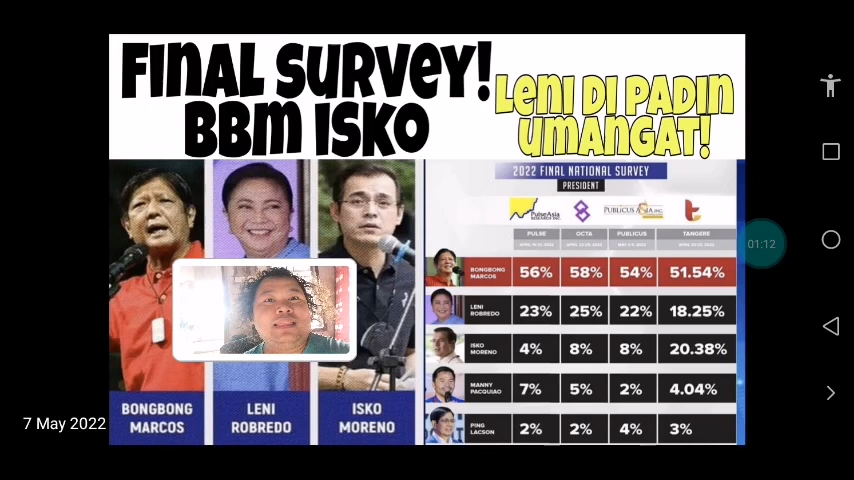 FINAL SURVEY!
BBM ISKO
LENI DI PADIN
UMANGAT!
2022 FINAL NATIONAL SURVEY
PRESIDENT
PulseAsia
RESEARCH INC.
PUBLICUS ASIA INC.
PULSE OCTA PUBLICUS TANGERE
BONGBONG MARCOS 56% 58% 54% 51.54%
LENI ROBREDO 23% 25% 22% 18.25%
ISKO MORENO 4% 8% 8% 20.38%
MANNY PACQUIAO 7% 5% 2% 4.04%
PING LACSON 2% 2% 4% 3%
BONGBONG
MARCOS
LENI
ROBREDO
ISKO
MORENO
7 May 2022
01:12